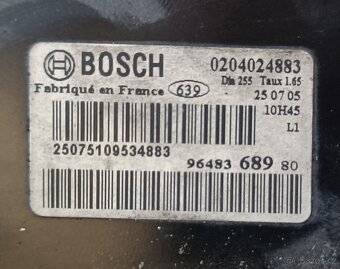 BOSCH 0204024883
Dia 255 Taux 1.65
Fabriqué en France 639 25 07 05
10H45
L1
25075109534883
96483 689 80